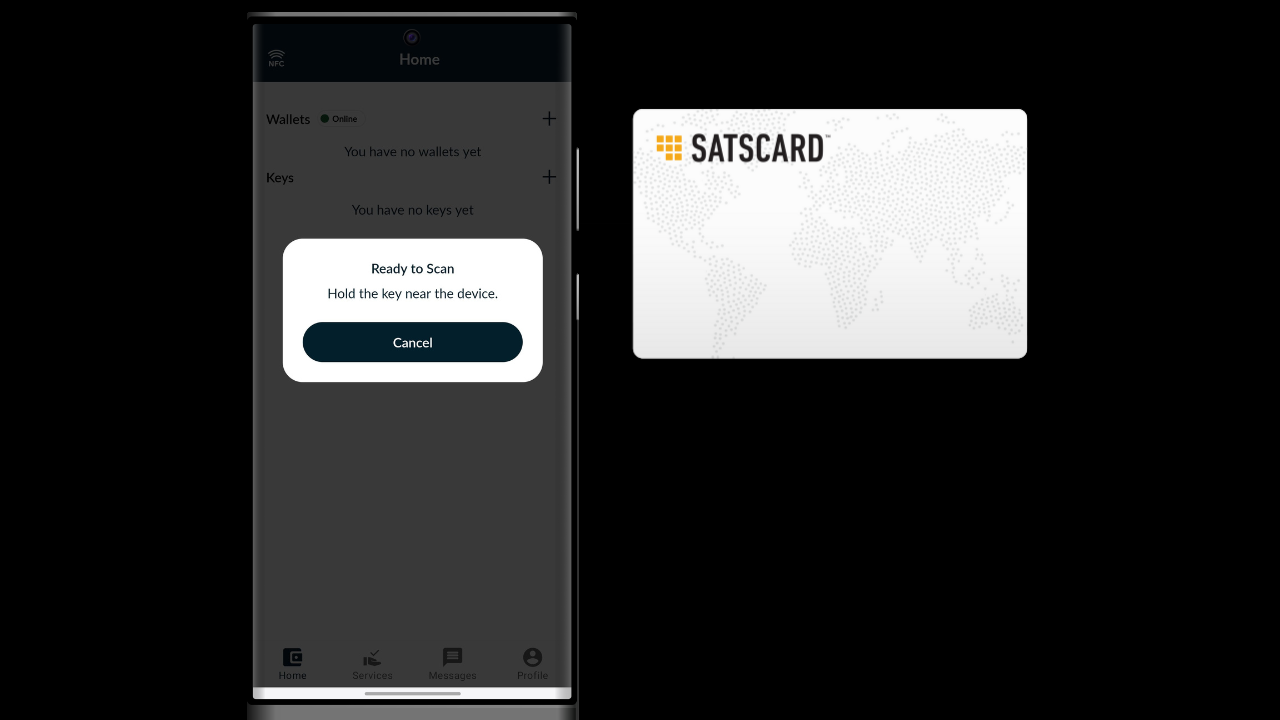 NFC
Home
Wallets
Online
You have no wallets yet
Keys
You have no keys yet
Ready to Scan
Hold the key near the device.
Cancel
Home
Services
Messages
Profile
SATSCARD™